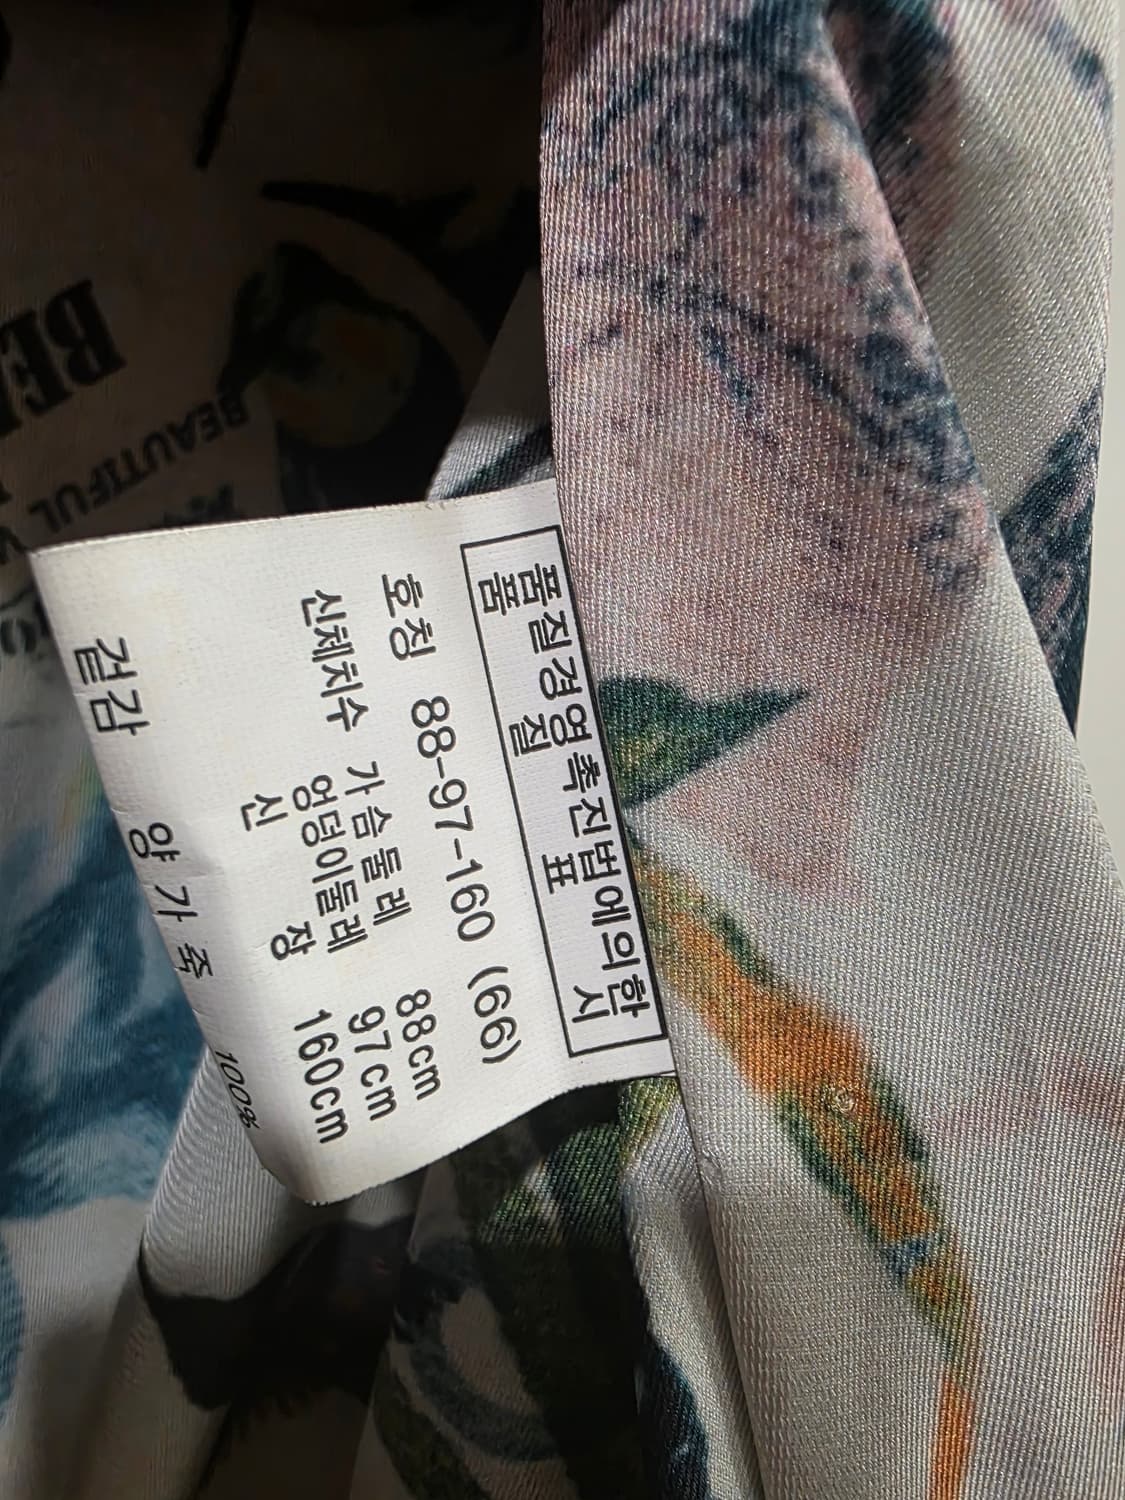 품질경영촉진법에의한
품 질 표 시
호칭 88-97-160 (66)
신체치수 가슴둘레 88cm
엉덩이둘레 97cm
신 장 160cm
겉감 양가죽 100%
BEAUTIFUL